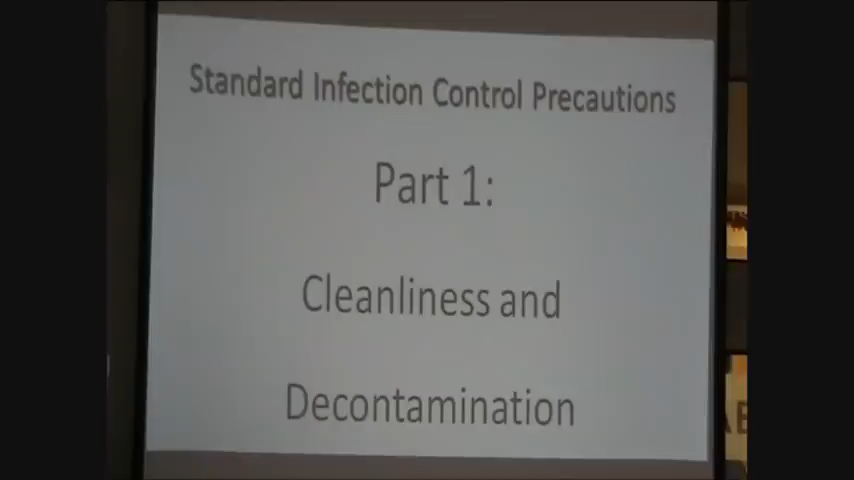 Standard Infection Control Precautions
Part 1:
Cleanliness and
Decontamination